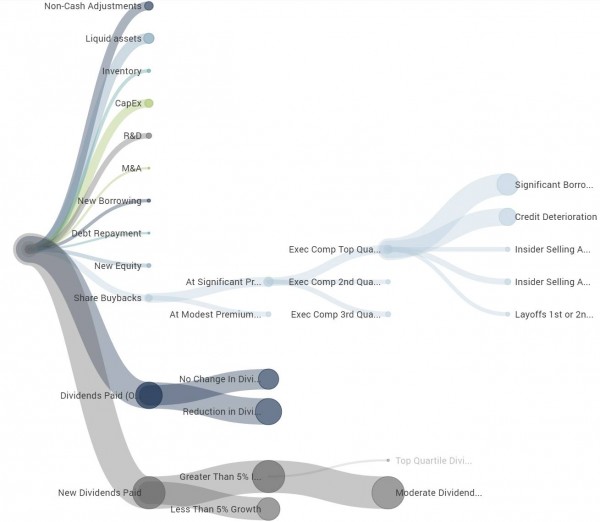 Non-Cash Adjustments
Liquid assets
Inventory
CapEx
R&D
M&A
New Borrowing
Debt Repayment
New Equity
Share Buybacks
At Significant Pr...
At Modest Premium...
Exec Comp Top Qua...
Exec Comp 2nd Qua...
Exec Comp 3rd Qua...
Significant Borro...
Credit Deterioration
Insider Selling A...
Insider Selling A...
Layoffs 1st or 2n...
Dividends Paid (O...
No Change In Divi...
Reduction in Divi...
New Dividends Paid
Greater Than 5% I...
Less Than 5% Growth
Top Quartile Divi...
Moderate Dividend...